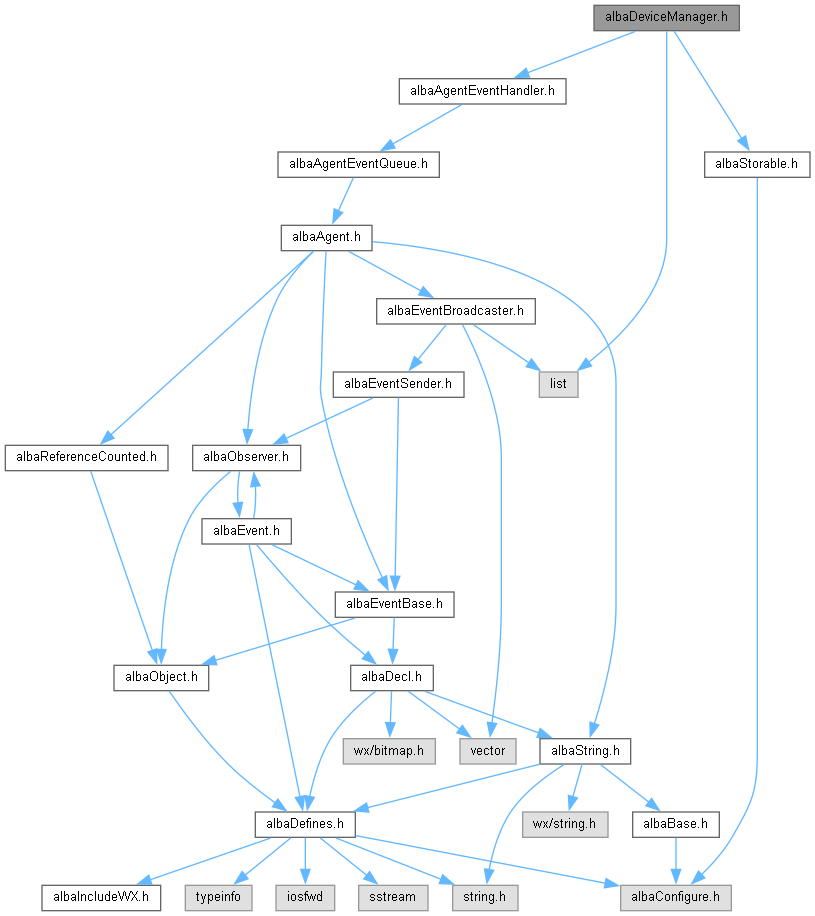 albaDeviceManager.h
albaAgentEventHandler.h
albaAgentEventQueue.h
albaStorable.h
albaAgent.h
albaEventBroadcaster.h
albaEventSender.h
list
albaReferenceCounted.h
albaObserver.h
albaEvent.h
albaEventBase.h
albaObject.h
albaDecl.h
wx/bitmap.h
vector
albaString.h
albaDefines.h
wx/string.h
albaBase.h
albaIncludeWX.h
typeinfo
iosfwd
sstream
string.h
albaConfigure.h